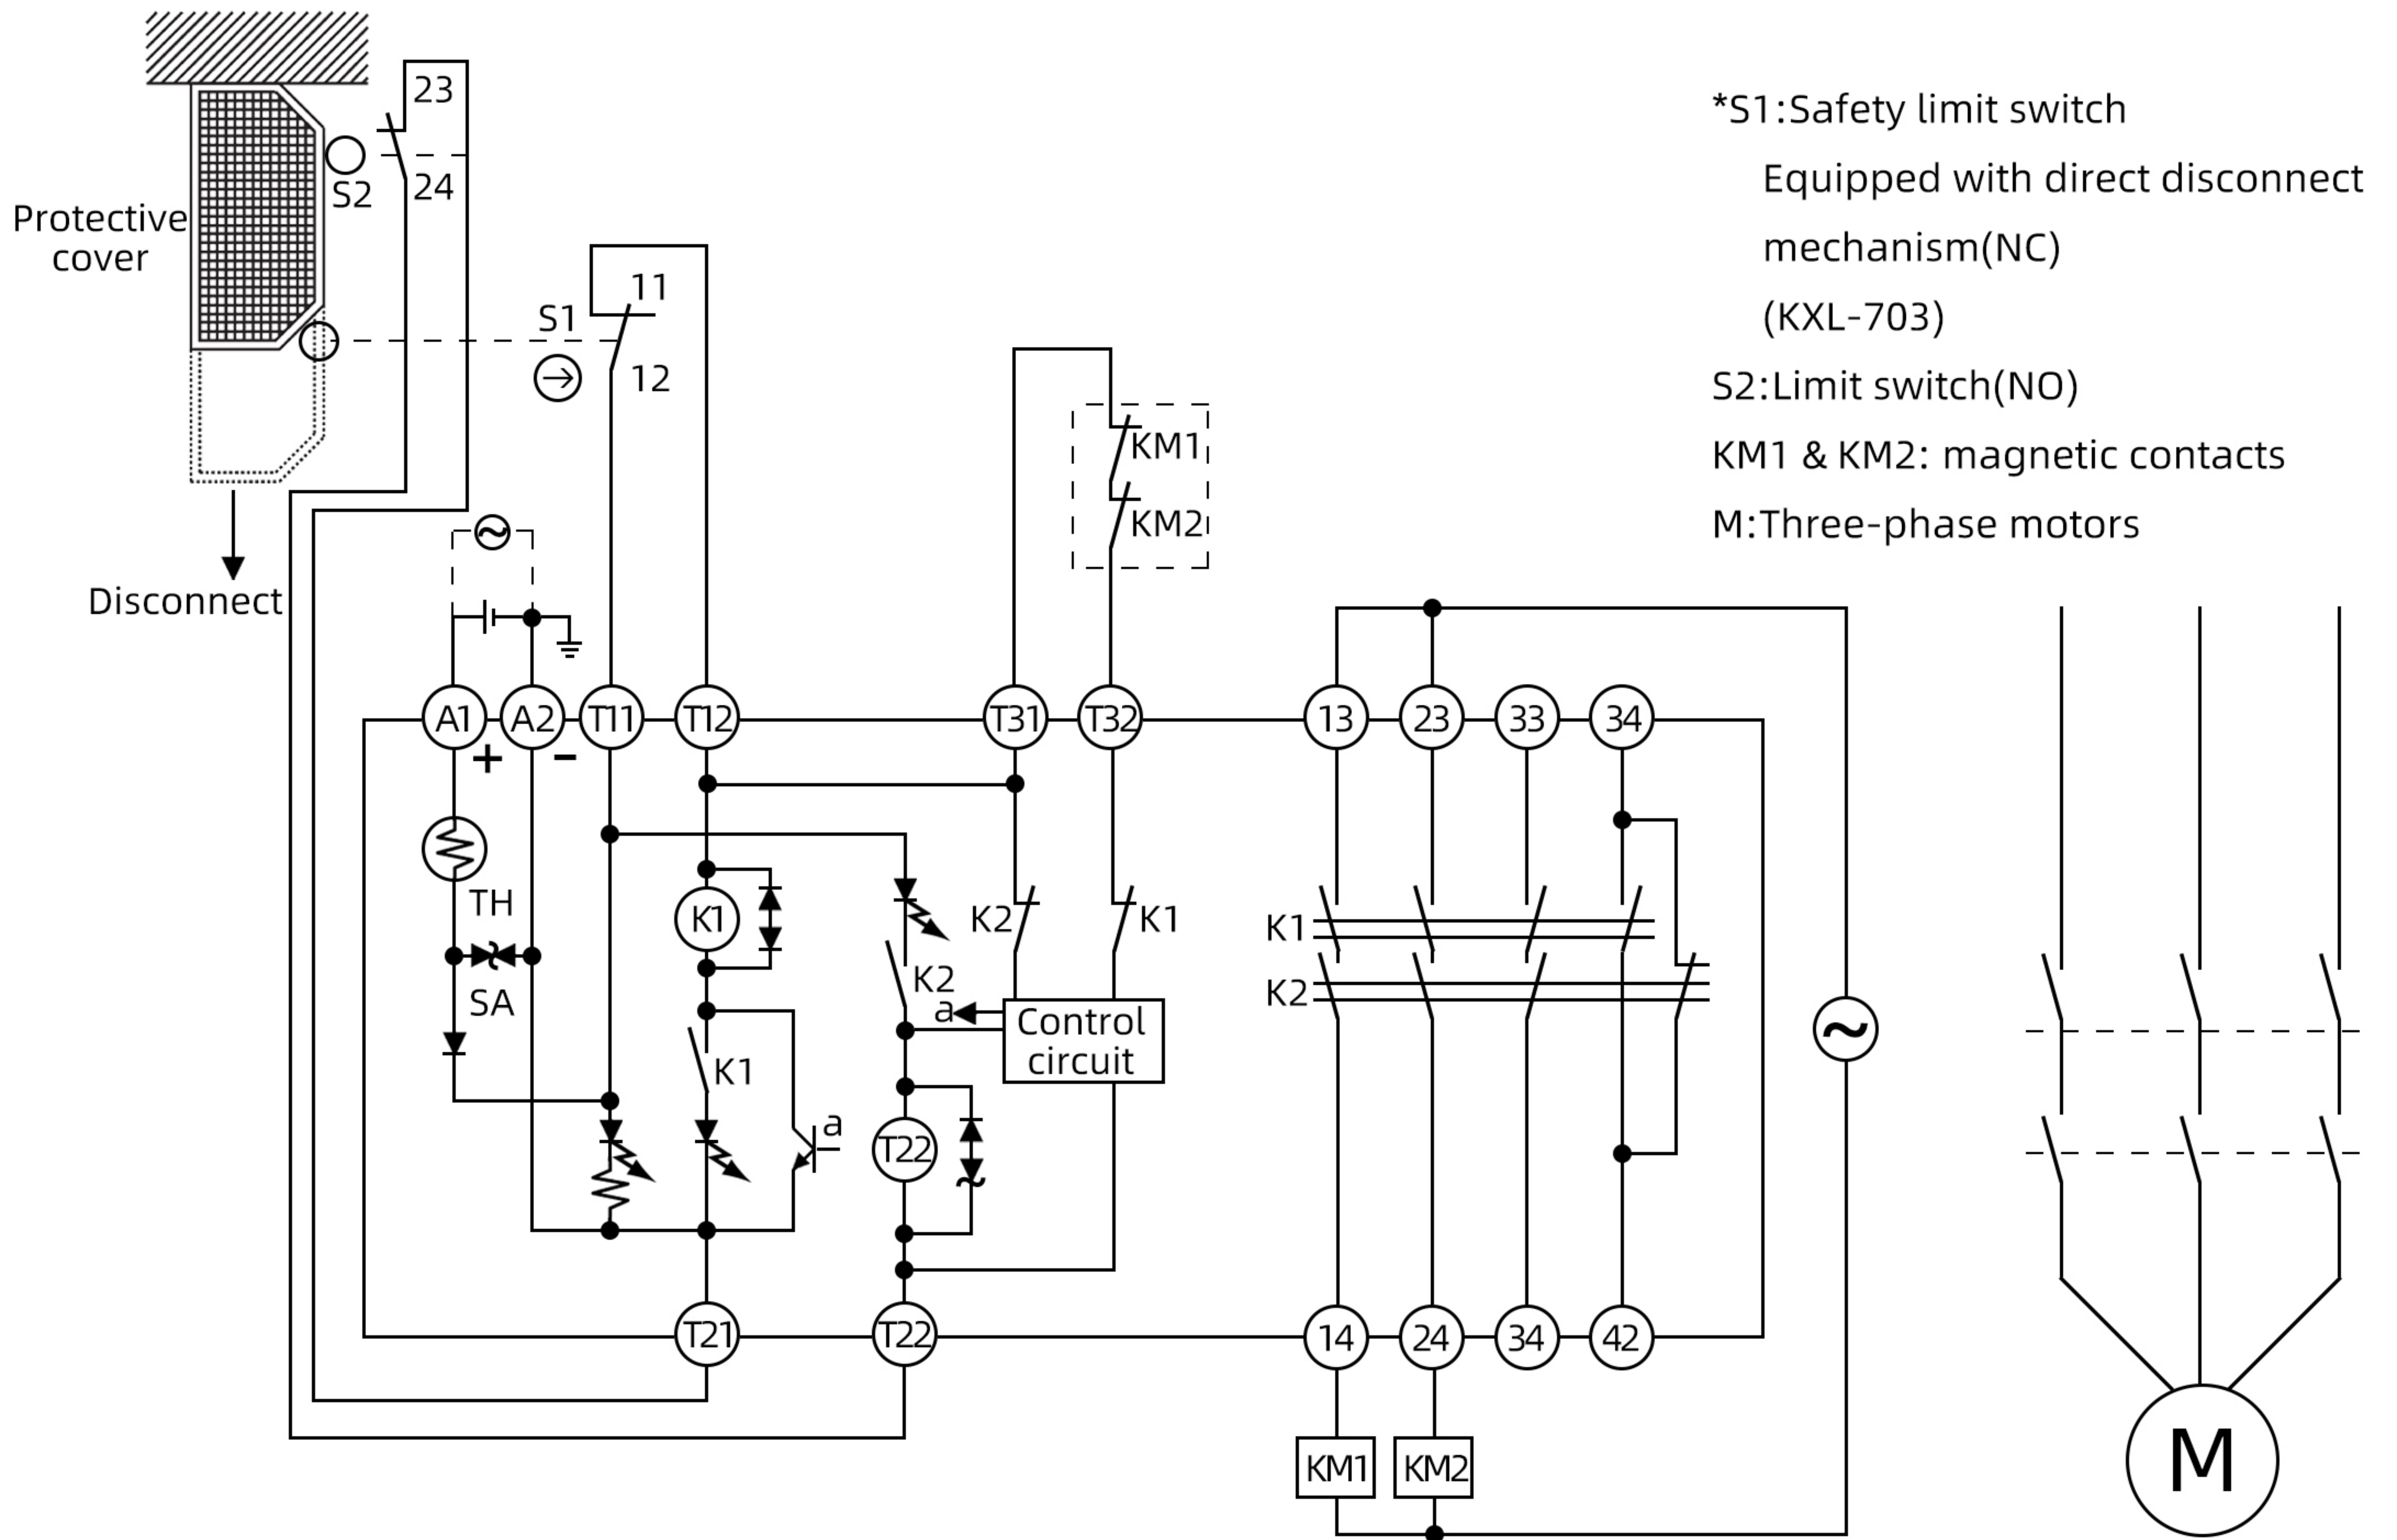 23
24
S2
Protective
cover
Disconnect
11
S1
12
*S1:Safety limit switch
Equipped with direct disconnect
mechanism(NC)
(KXL-703)
S2:Limit switch(NO)
KM1 & KM2: magnetic contacts
M:Three-phase motors
KM1
KM2
~
A1 A2 T11 T12 T31 T32 13 23 33 34
+ −
TH
SA
K1
K2
K2
K1
K1
K2
K1
a
Control
circuit
a
T22
~
T21 T22 14 24 34 42
KM1 KM2
M